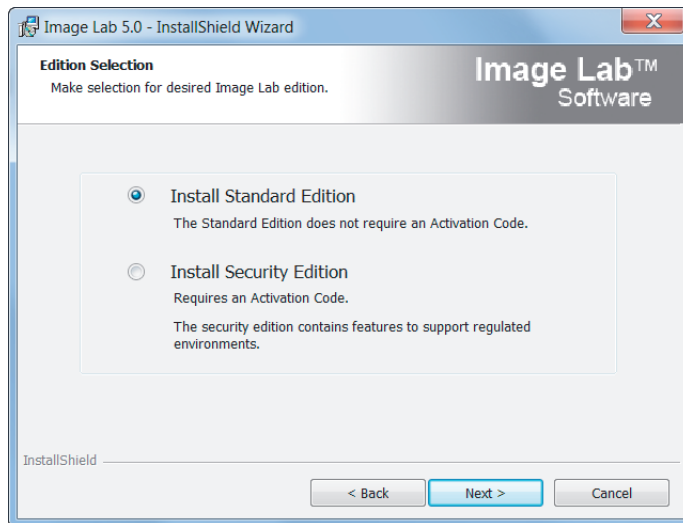 Image Lab 5.0 - InstallShield Wizard
Edition Selection
Make selection for desired Image Lab edition.
Image Lab™
Software
Install Standard Edition
The Standard Edition does not require an Activation Code.
Install Security Edition
Requires an Activation Code.
The security edition contains features to support regulated
environments.
InstallShield
< Back
Next >
Cancel